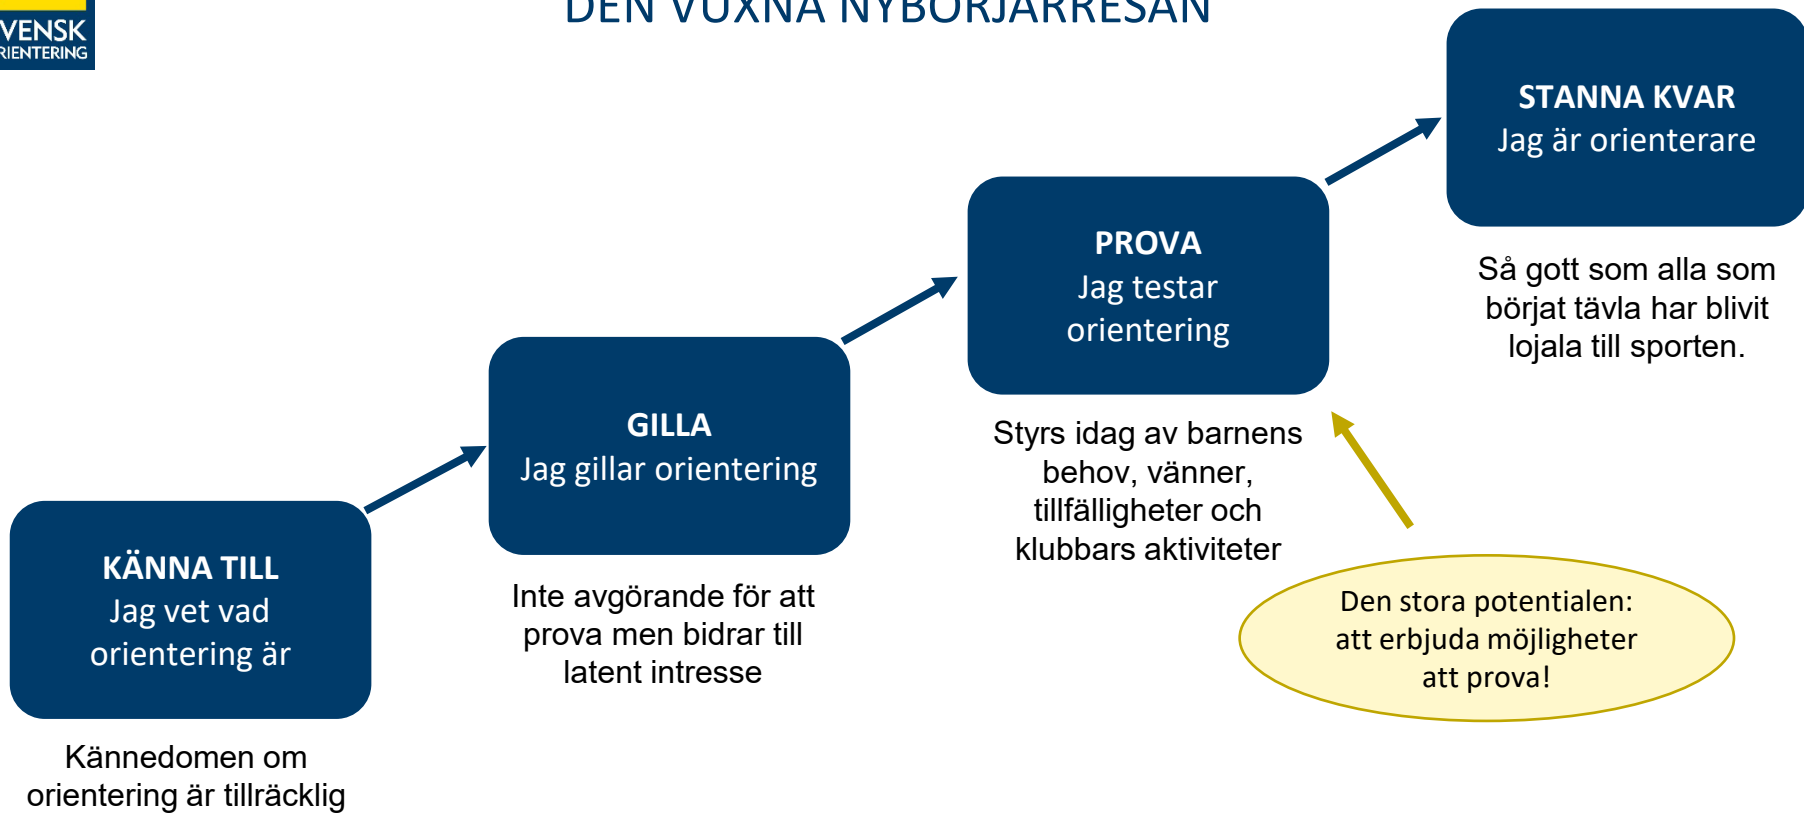 DEN VUXNA NYBÖRJARRESAN
VENSK
RIENTERING
STANNA KVAR
Jag är orienterare
Så gott som alla som
börjat tävla har blivit
lojala till sporten.
PROVA
Jag testar
orientering
Styrs idag av barnens
behov, vänner,
tillfälligheter och
klubbars aktiviteter
GILLA
Jag gillar orientering
Inte avgörande för att
prova men bidrar till
latent intresse
KÄNNA TILL
Jag vet vad
orientering är
Kännedomen om
orientering är tillräcklig
Den stora potentialen:
att erbjuda möjligheter
att prova!